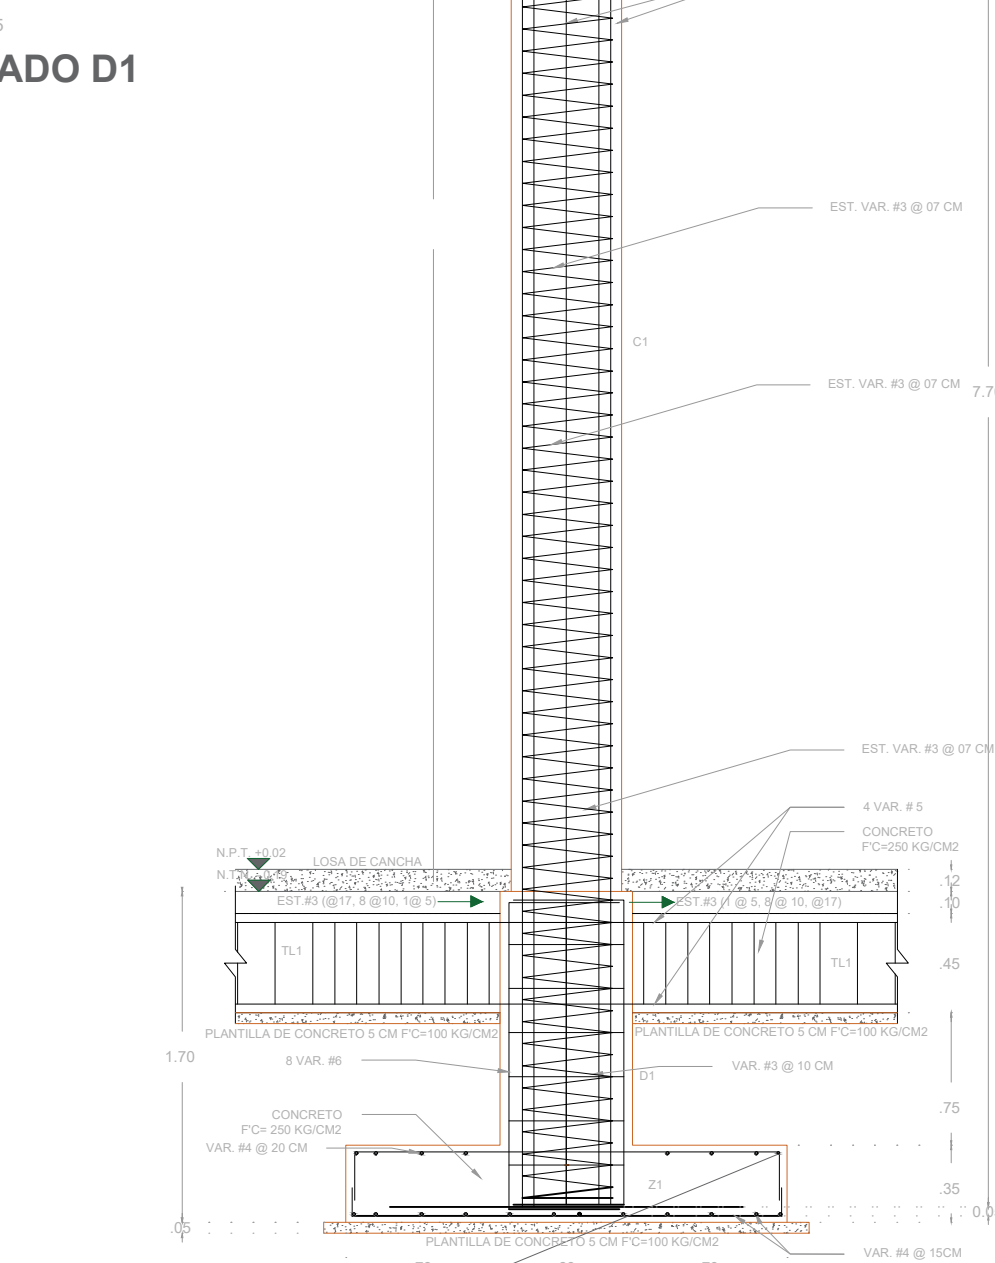 ADO D1
EST. VAR. #3 @ 07 CM
C1
EST. VAR. #3 @ 07 CM
EST. VAR. #3 @ 07 CM
4 VAR. # 5
CONCRETO
F'C=250 KG/CM2
N.P.T. +0.02
LOSA DE CANCHA
.12
EST.#3 (@17, 8 @10, 1@ 5)
EST.#3 (1 @ 5, 8 @ 10, @17)
.10
TL1
TL1
.45
PLANTILLA DE CONCRETO 5 CM F'C=100 KG/CM2
PLANTILLA DE CONCRETO 5 CM F'C=100 KG/CM2
1.70
8 VAR. #6
VAR. #3 @ 10 CM
D1
.75
CONCRETO
F'C= 250 KG/CM2
VAR. #4 @ 20 CM
Z1
.35
.05
PLANTILLA DE CONCRETO 5 CM F'C=100 KG/CM2
VAR. #4 @ 15CM